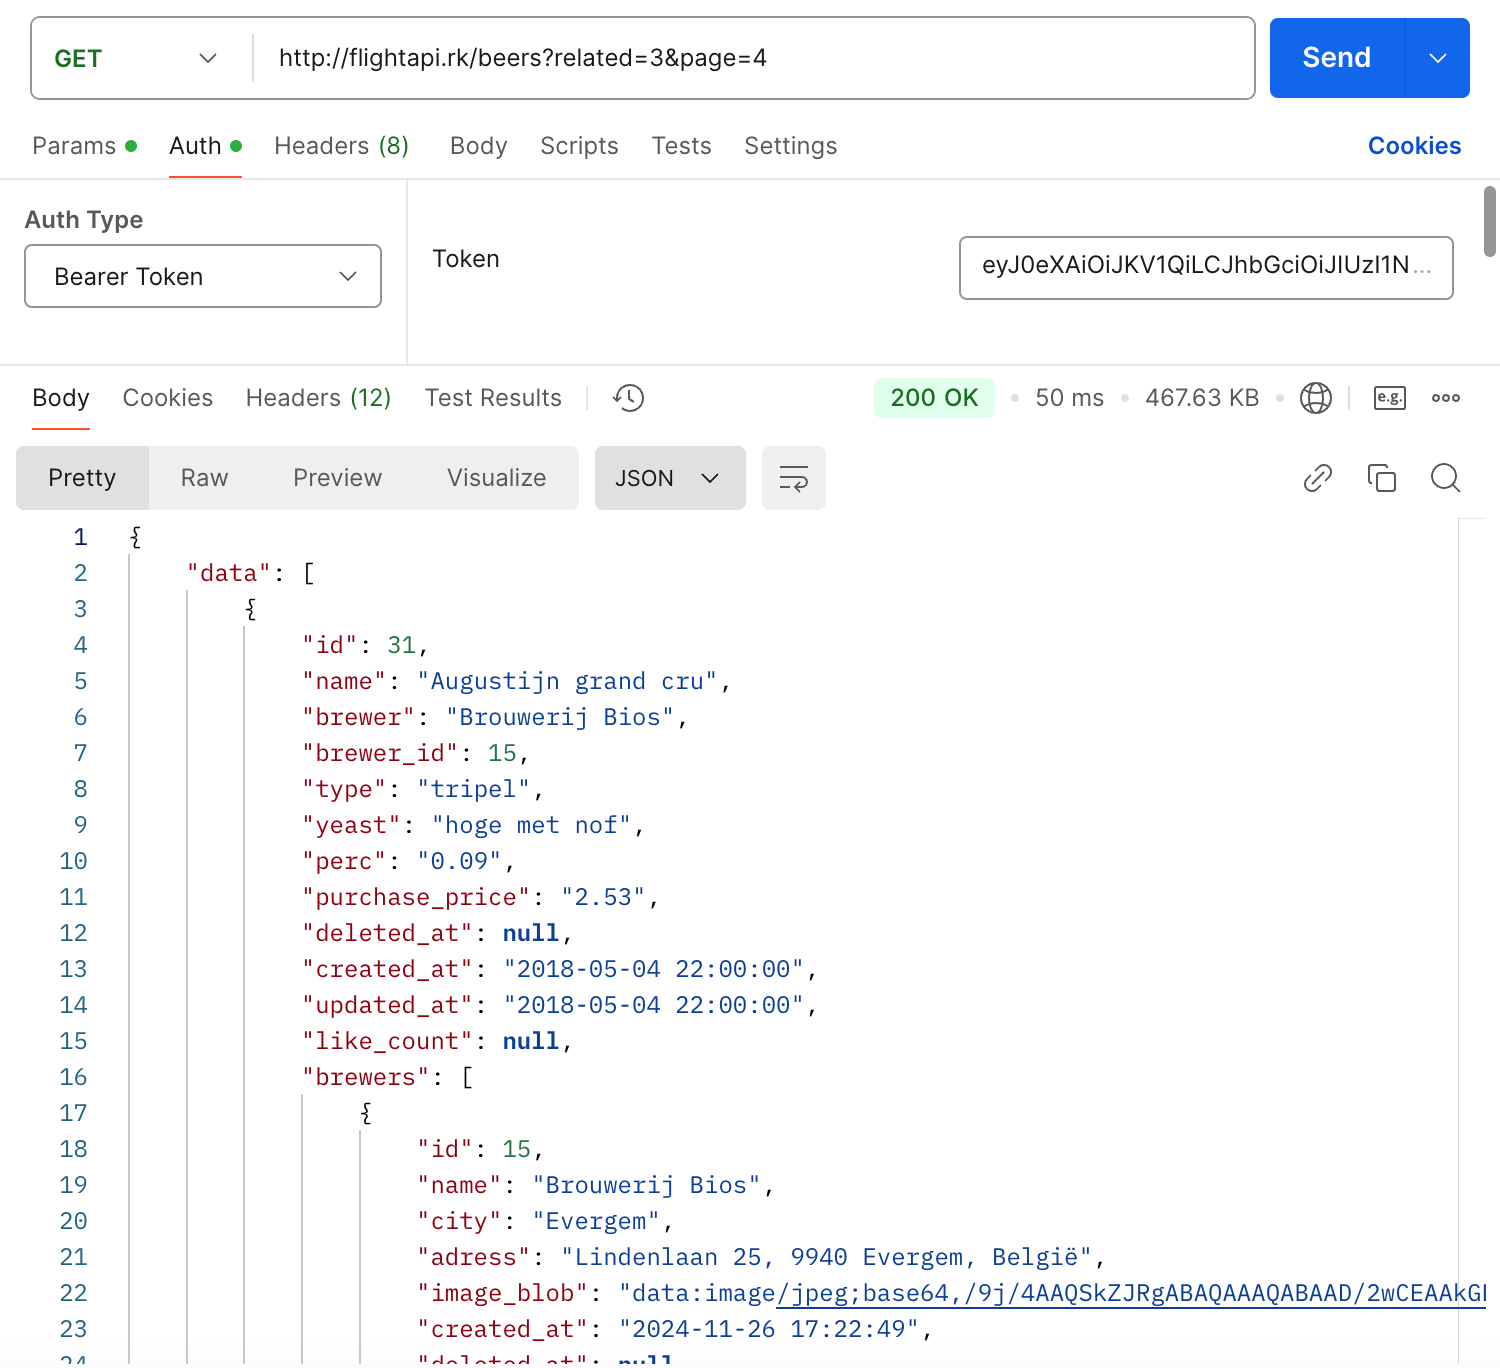 GET http://flightapi.rk/beers?related=3&page=4 Send
Params Auth Headers (8) Body Scripts Tests Settings Cookies
Auth Type
Bearer Token
Token eyJ0eXAiOiJKV1QiLCJhbGciOiJIUzI1N...
Body Cookies Headers (12) Test Results 200 OK 50 ms 467.63 KB e.g.
Pretty Raw Preview Visualize JSON
1 {
2 "data": [
3 {
4 "id": 31,
5 "name": "Augustijn grand cru",
6 "brewer": "Brouwerij Bios",
7 "brewer_id": 15,
8 "type": "tripel",
9 "yeast": "hoge met nof",
10 "perc": "0.09",
11 "purchase_price": "2.53",
12 "deleted_at": null,
13 "created_at": "2018-05-04 22:00:00",
14 "updated_at": "2018-05-04 22:00:00",
15 "like_count": null,
16 "brewers": [
17 {
18 "id": 15,
19 "name": "Brouwerij Bios",
20 "city": "Evergem",
21 "adress": "Lindenlaan 25, 9940 Evergem, België",
22 "image_blob": "data:image/jpeg;base64,/9j/4AAQSkZJRgABAQAAAQABAAD/2wCEAAkG
23 "created_at": "2024-11-26 17:22:49",
24 "deleted_at": null